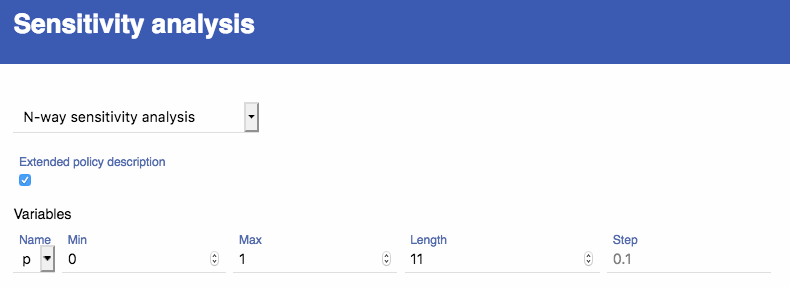 Sensitivity analysis
N-way sensitivity analysis
Extended policy description
Variables
Name Min Max Length Step
p 0 1 11 0.1